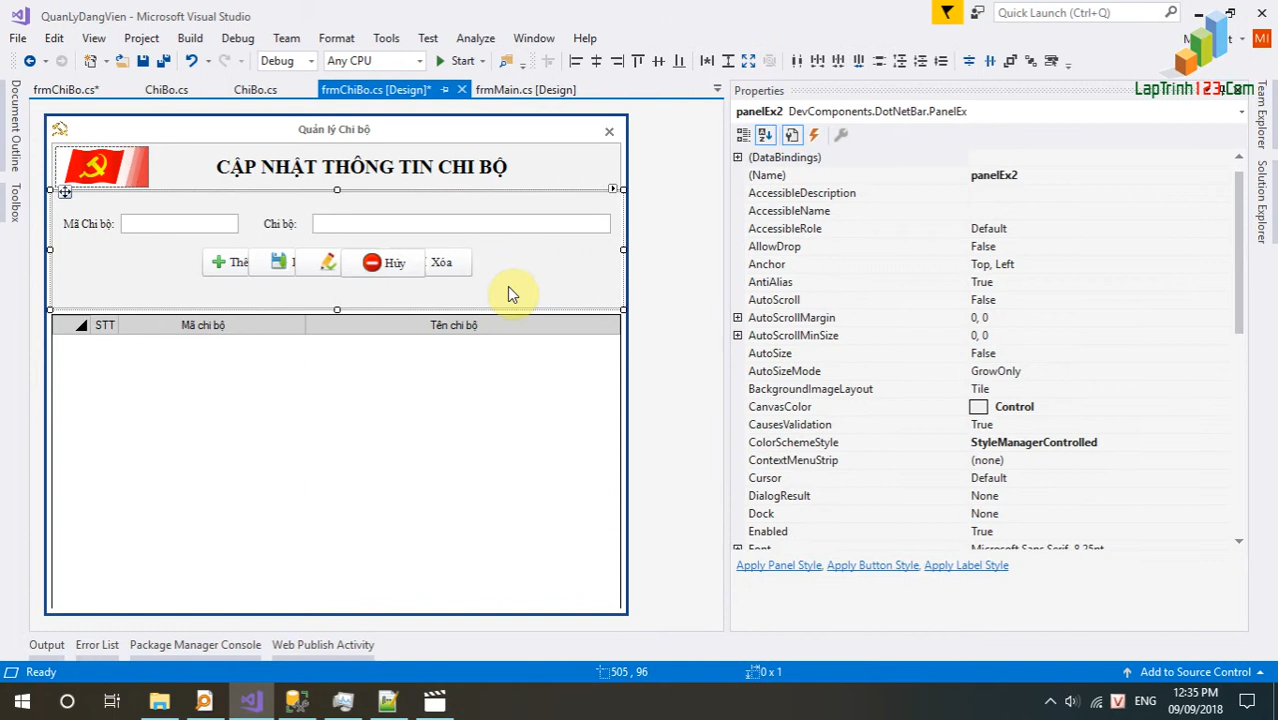 QuanLyDangVien - Microsoft Visual Studio
Quick Launch (Ctrl+Q)
File Edit View Project Build Debug Team Format Tools Test Analyze Window Help
MI
Debug Any CPU Start
LapTrinh123.Com
frmChiBo.cs* ChiBo.cs ChiBo.cs frmChiBo.cs [Design]* frmMain.cs [Design]
Document Outline
Toolbox
Team Explorer
Solution Explorer
Quản lý Chi bộ
CẬP NHẬT THÔNG TIN CHI BỘ
Mã Chi bộ: Chi bộ:
Thê Hủy Xóa
STT Mã chi bộ Tên chi bộ
Properties
panelEx2 DevComponents.DotNetBar.PanelEx
(DataBindings)
(Name) panelEx2
AccessibleDescription
AccessibleName
AccessibleRole Default
AllowDrop False
Anchor Top, Left
AntiAlias True
AutoScroll False
AutoScrollMargin 0, 0
AutoScrollMinSize 0, 0
AutoSize False
AutoSizeMode GrowOnly
BackgroundImageLayout Tile
CanvasColor Control
CausesValidation True
ColorSchemeStyle StyleManagerControlled
ContextMenuStrip (none)
Cursor Default
DialogResult None
Dock None
Enabled True
Font Microsoft Sans Serif, 8.25pt
Apply Panel Style, Apply Button Style, Apply Label Style
Output Error List Package Manager Console Web Publish Activity
Ready 505, 96 0 x 1 Add to Source Control
ENG
12:35 PM
09/09/2018